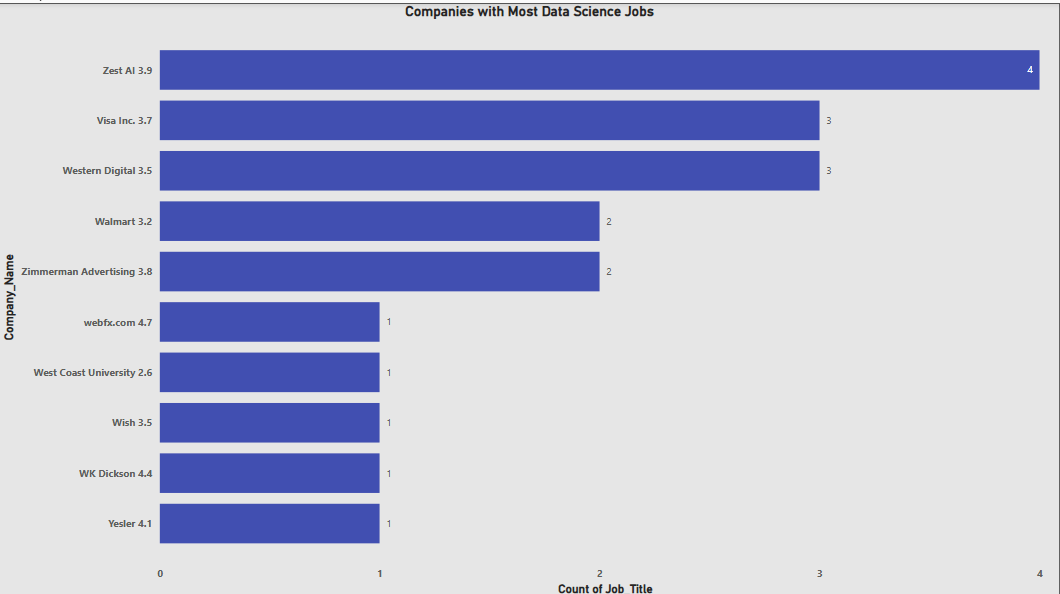 Companies with Most Data Science Jobs
Company_Name
Zest AI 3.9
4
Visa Inc. 3.7
3
Western Digital 3.5
3
Walmart 3.2
2
Zimmerman Advertising 3.8
2
webfx.com 4.7
1
West Coast University 2.6
1
Wish 3.5
1
WK Dickson 4.4
1
Yesler 4.1
1
0 1 2 3 4
Count of Job_Title